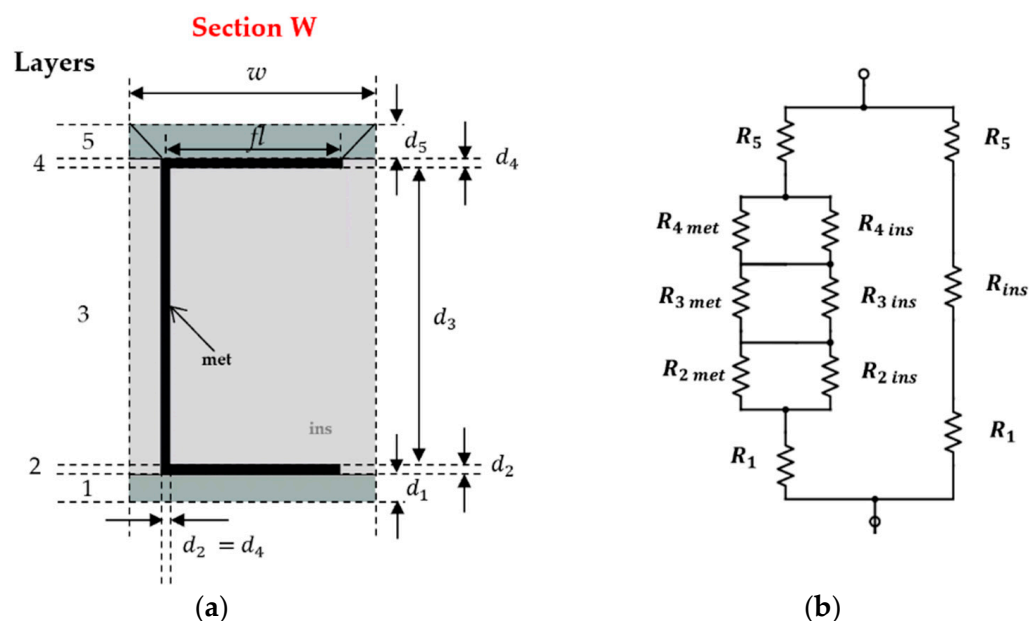 Section W
Layers
w
5
fl
d₅
d₄
4
3
d₃
met
ins
2
d₂
1
d₁
d₂ = d₄
(a)
R₅
R₅
R₄ met
R₄ ins
R₃ met
R₃ ins
Rᵢₙₛ
R₂ met
R₂ ins
R₁
R₁
(b)